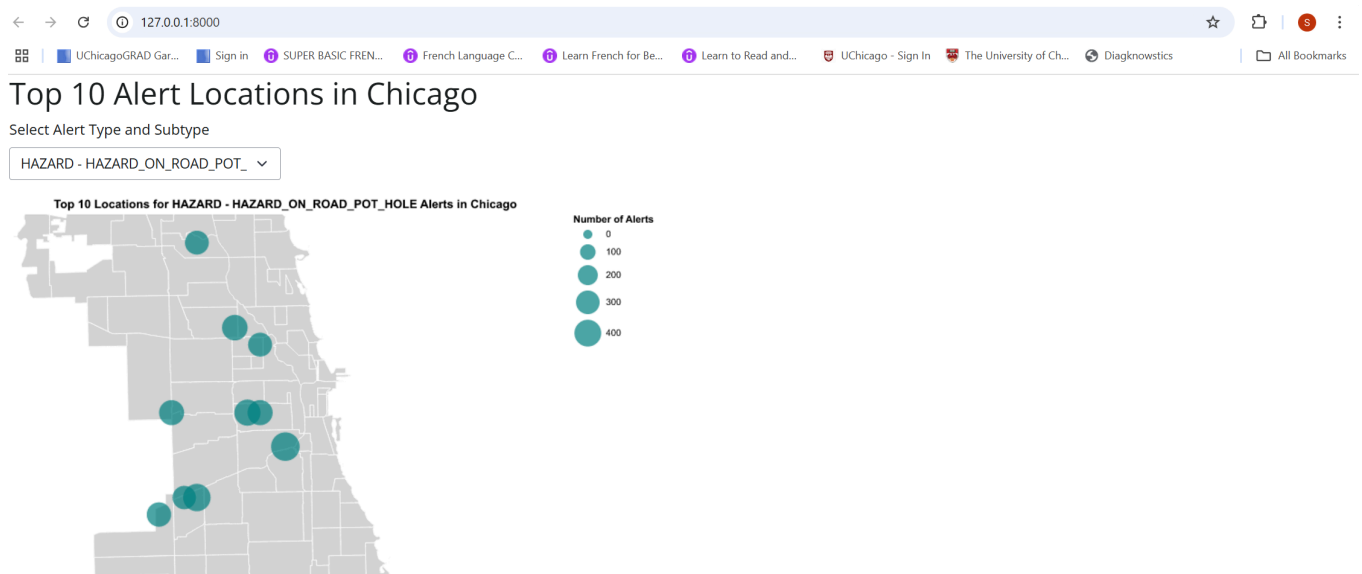 127.0.0.1:8000
S
UChicagoGRAD Gar...
Sign in
SUPER BASIC FREN...
French Language C...
Learn French for Be...
Learn to Read and...
UChicago - Sign In
The University of Ch...
Diagknowstics
All Bookmarks
Top 10 Alert Locations in Chicago
Select Alert Type and Subtype
HAZARD - HAZARD_ON_ROAD_POT_
Top 10 Locations for HAZARD - HAZARD_ON_ROAD_POT_HOLE Alerts in Chicago
Number of Alerts
0
100
200
300
400